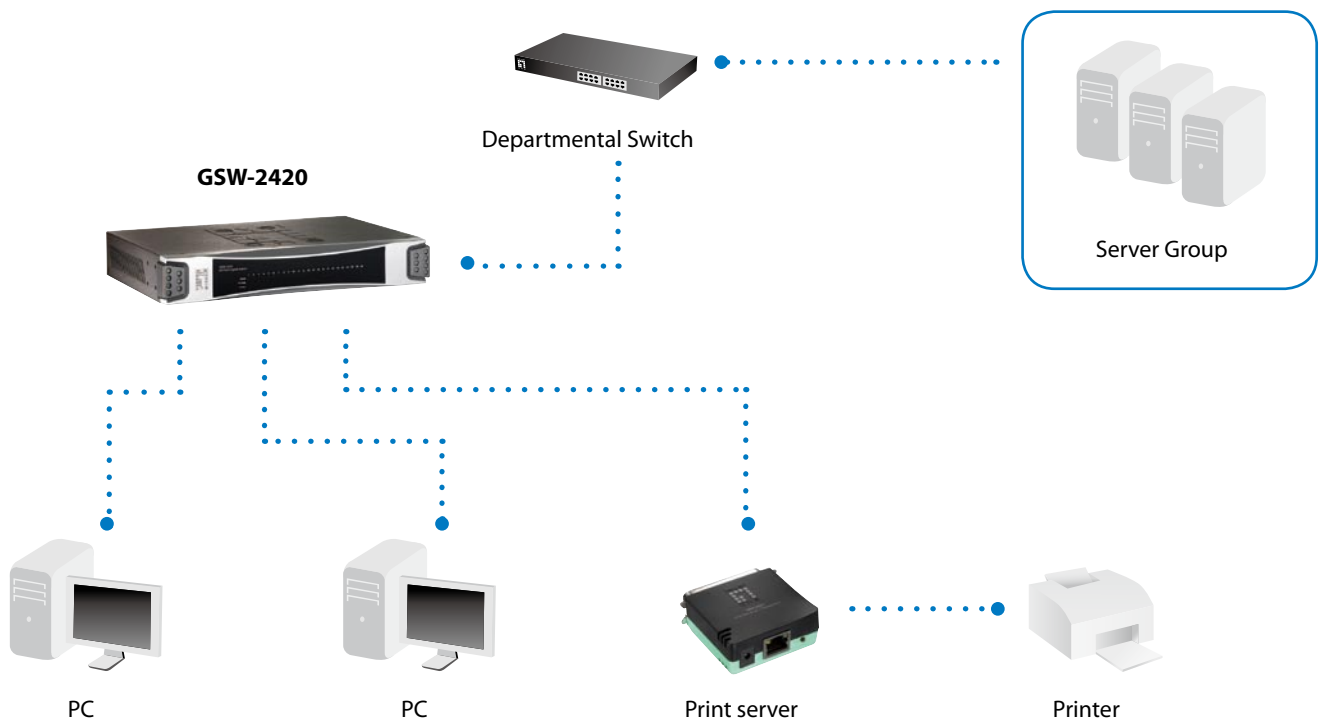 Departmental Switch
GSW-2420
Server Group
PC
PC
Print server
Printer